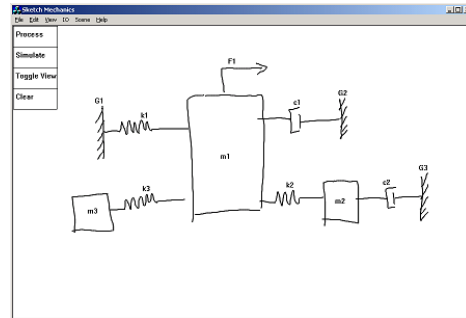 Sketch Mechanics
File Edit View IO Scene Help
Process
Simulate
Toggle View
Clear
F1
G1
k1
c1
G2
m1
k3
k2
c2
G3
m3
m2